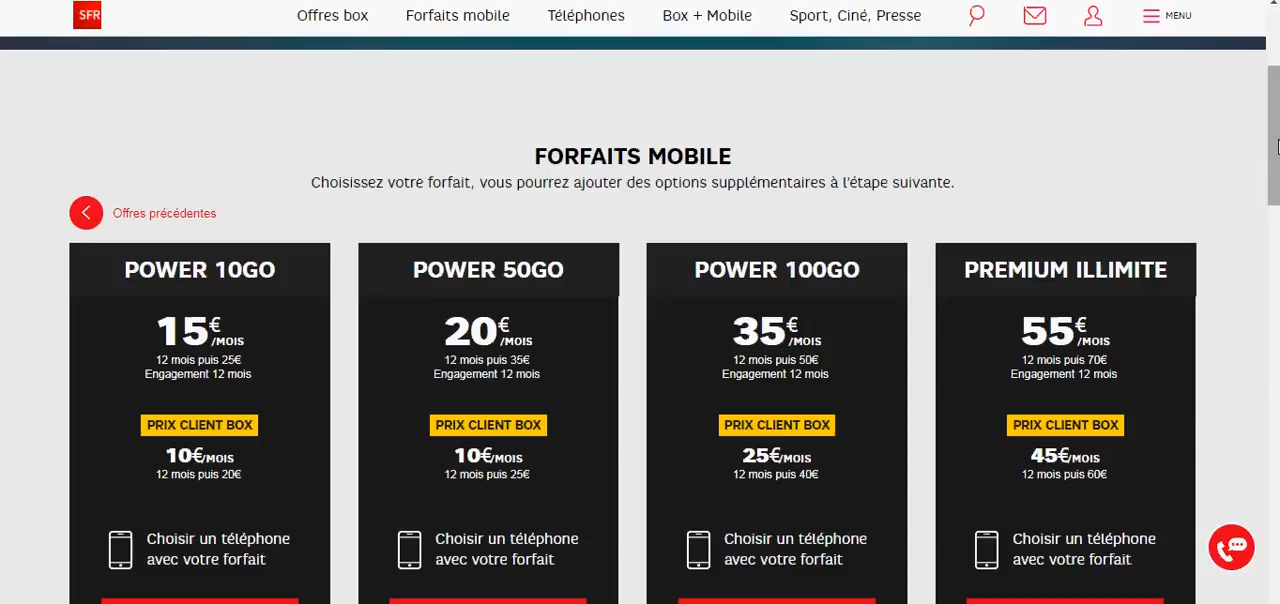 SFR
Offres box
Forfaits mobile
Téléphones
Box + Mobile
Sport, Ciné, Presse
MENU
FORFAITS MOBILE
Choisissez votre forfait, vous pourrez ajouter des options supplémentaires à l'étape suivante.
Offres précédentes
POWER 10GO
15€/MOIS
12 mois puis 25€
Engagement 12 mois
PRIX CLIENT BOX
10€/MOIS
12 mois puis 20€
Choisir un téléphone
avec votre forfait
POWER 50GO
20€/MOIS
12 mois puis 35€
Engagement 12 mois
PRIX CLIENT BOX
10€/MOIS
12 mois puis 25€
Choisir un téléphone
avec votre forfait
POWER 100GO
35€/MOIS
12 mois puis 50€
Engagement 12 mois
PRIX CLIENT BOX
25€/MOIS
12 mois puis 40€
Choisir un téléphone
avec votre forfait
PREMIUM ILLIMITE
55€/MOIS
12 mois puis 70€
Engagement 12 mois
PRIX CLIENT BOX
45€/MOIS
12 mois puis 60€
Choisir un téléphone
avec votre forfait